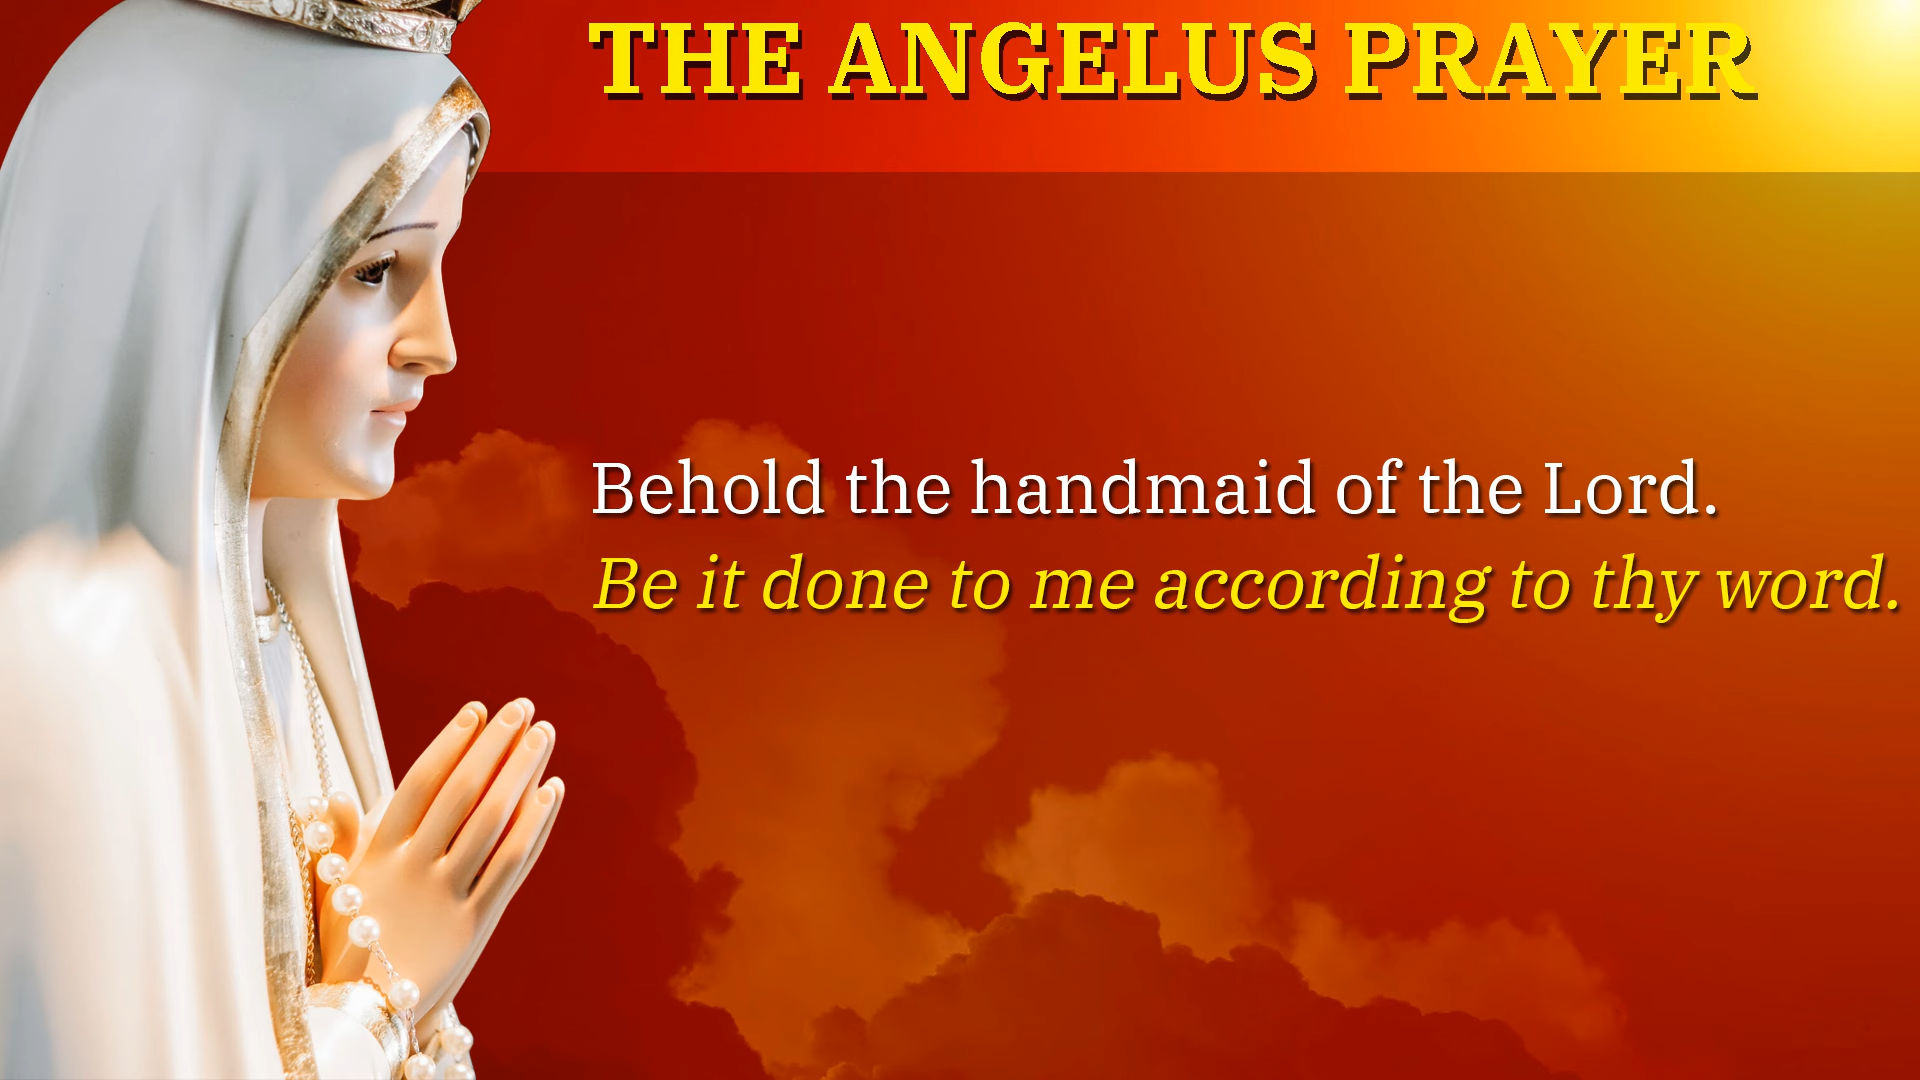 THE ANGELUS PRAYER
Behold the handmaid of the Lord.
Be it done to me according to thy word.